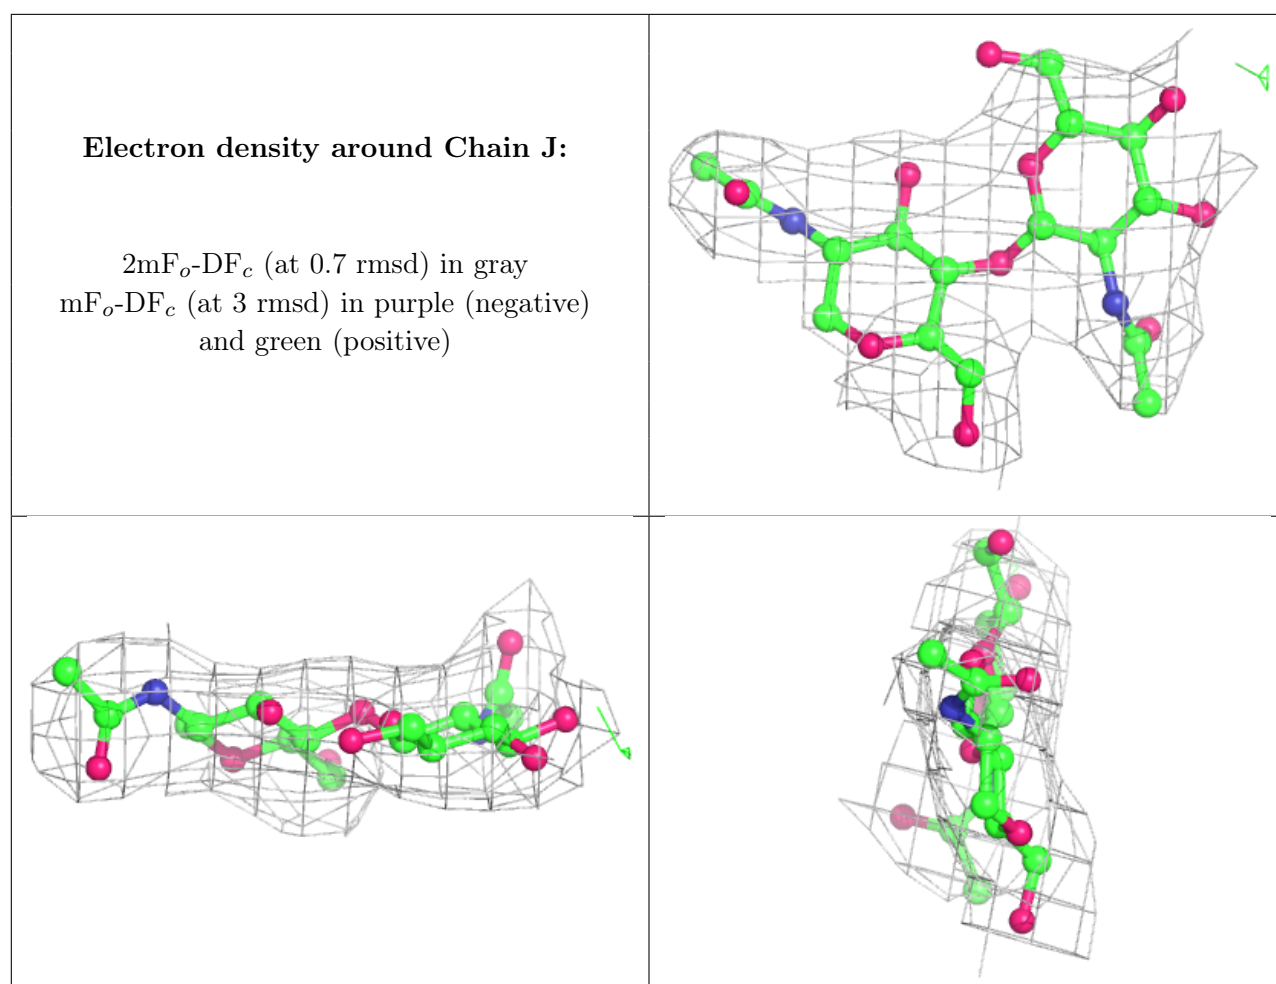 Electron density around Chain J:
2mFₒ-DF𝑐 (at 0.7 rmsd) in gray
mFₒ-DF𝑐 (at 3 rmsd) in purple (negative)
and green (positive)